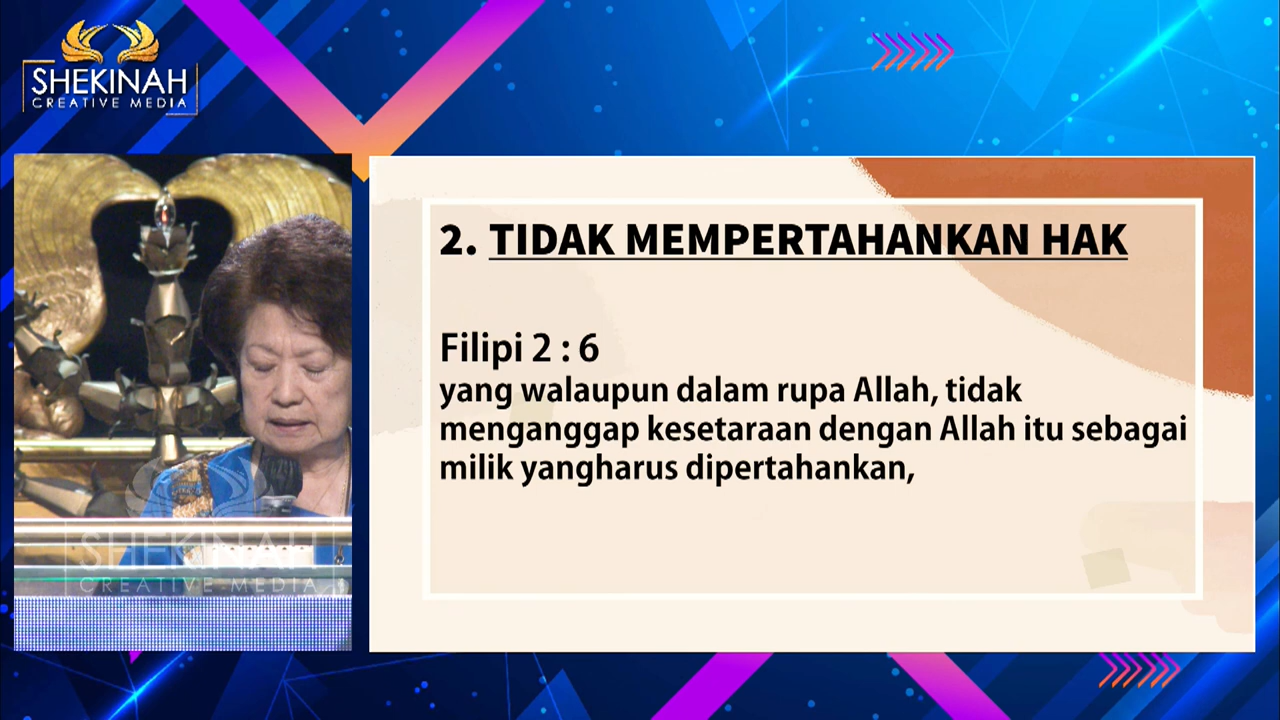 SHEKINAH
CREATIVE MEDIA
2. TIDAK MEMPERTAHANKAN HAK
Filipi 2 : 6
yang walaupun dalam rupa Allah, tidak
menganggap kesetaraan dengan Allah itu sebagai
milik yangharus dipertahankan,
SHEKINAH
CREATIVE MEDIA